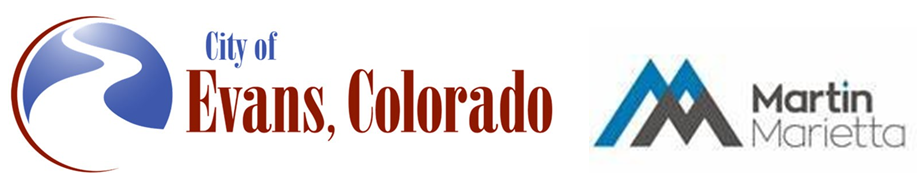 City of
Evans, Colorado
Martin
Marietta